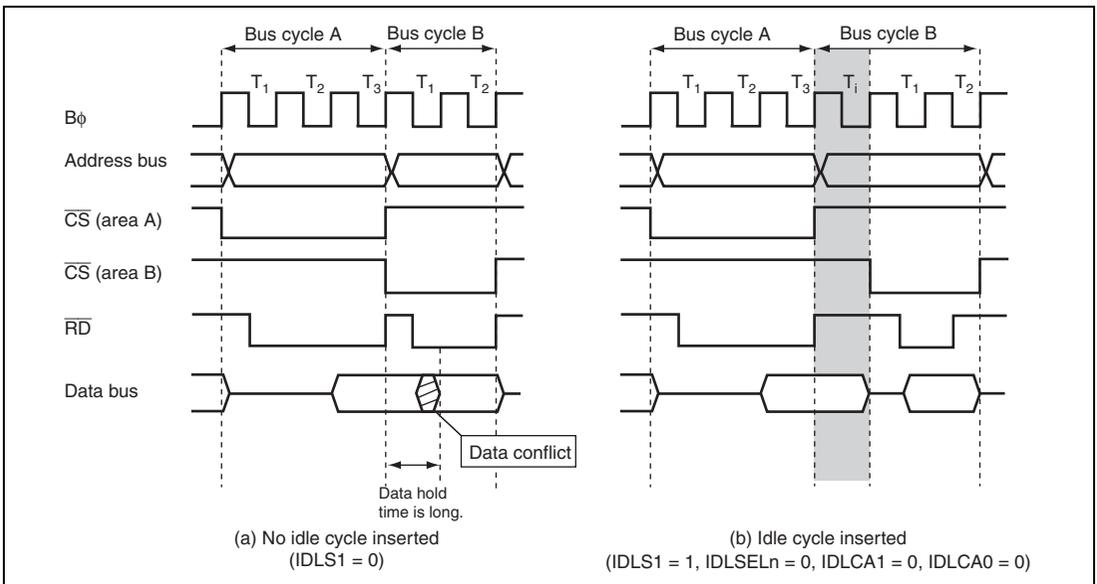 Bus cycle A Bus cycle B
T1 T2 T3 T1 T2
Bϕ
Address bus
CS (area A)
CS (area B)
RD
Data bus
Data conflict
Data hold
time is long.
(a) No idle cycle inserted
(IDLS1 = 0)
Bus cycle A Bus cycle B
T1 T2 T3 Ti T1 T2
(b) Idle cycle inserted
(IDLS1 = 1, IDLSELn = 0, IDLCA1 = 0, IDLCA0 = 0)